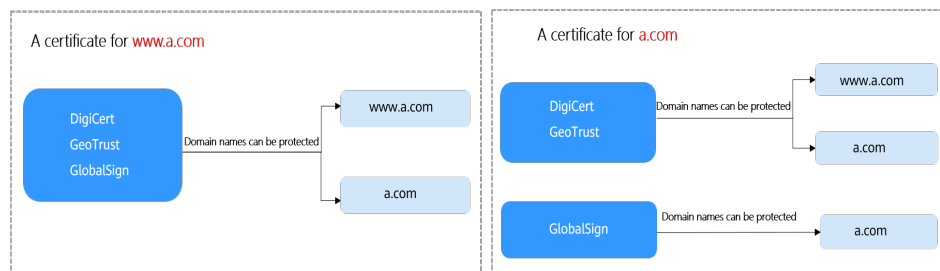 A certificate for www.a.com
DigiCert
GeoTrust
GlobalSign
Domain names can be protected
www.a.com
a.com
A certificate for a.com
DigiCert
GeoTrust
Domain names can be protected
www.a.com
a.com
GlobalSign
Domain names can be protected
a.com